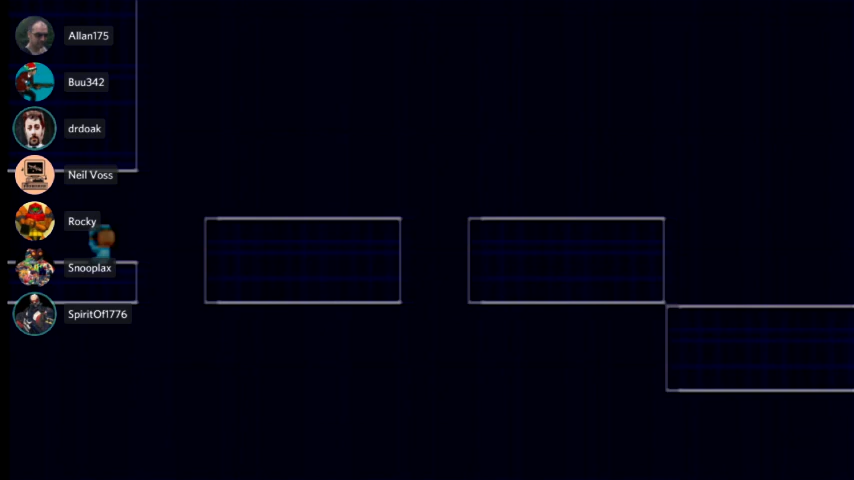 Allan175
Buu342
drdoak
Neil Voss
Rocky
Snooplax
SpiritOf1776